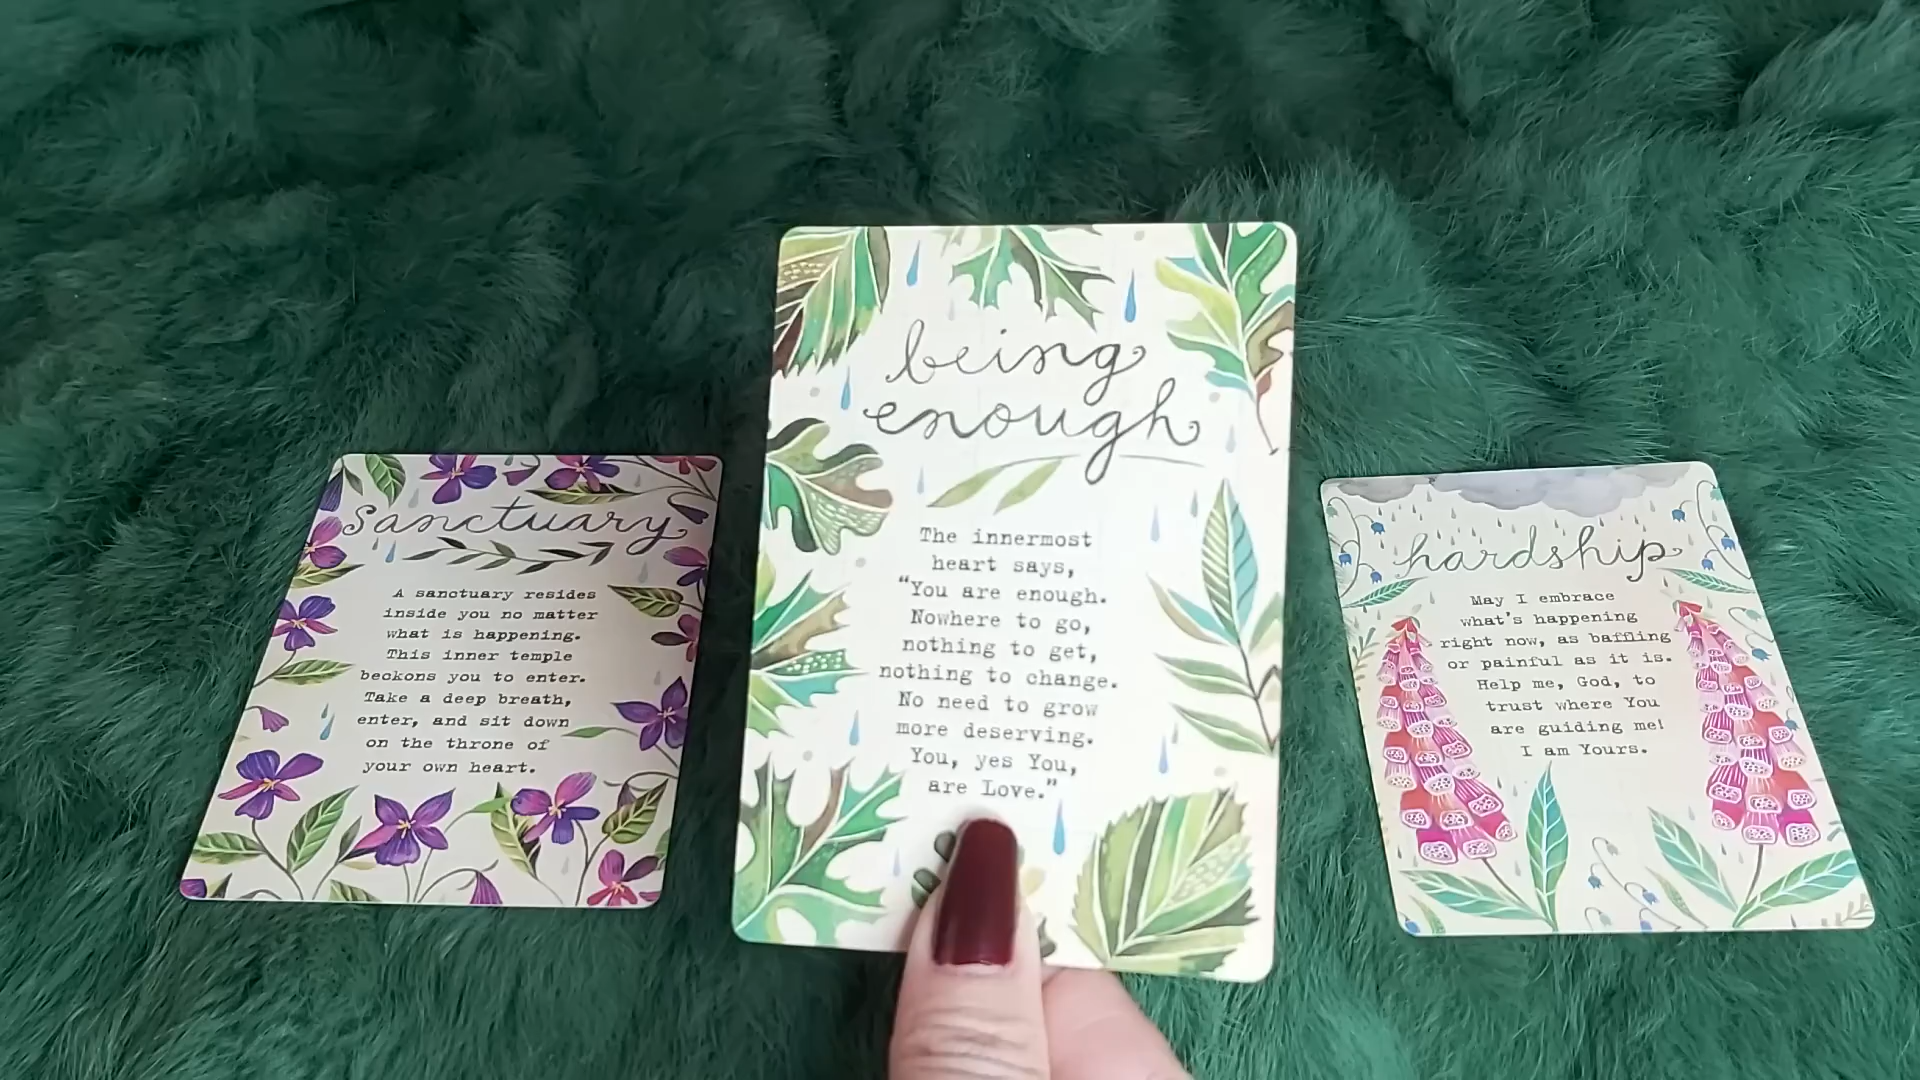 sanctuary
A sanctuary resides
inside you no matter
what is happening.
This inner temple
beckons you to enter.
Take a deep breath,
enter, and sit down
on the throne of
your own heart.
being
enough
The innermost
heart says,
"You are enough.
Nowhere to go,
nothing to get,
nothing to change.
No need to grow
more deserving.
You, yes You,
are Love."
hardship
May I embrace
what's happening
right now, as baffling
or painful as it is.
Help me, God, to
trust where You
are guiding me!
I am Yours.